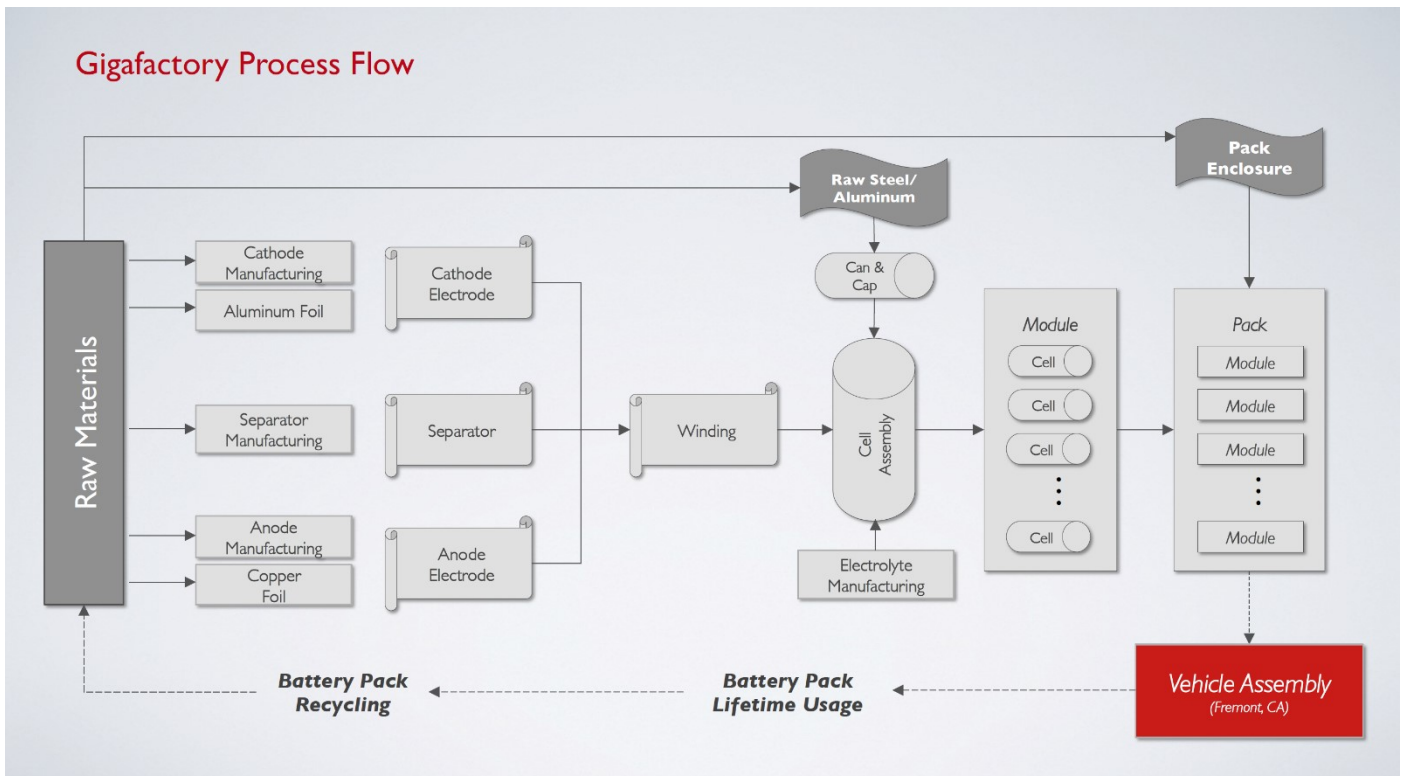 Gigafactory Process Flow
Pack
Enclosure
Raw Steel/
Aluminum
Raw Materials
Cathode
Manufacturing
Aluminum Foil
Separator
Manufacturing
Anode
Manufacturing
Copper
Foil
Cathode
Electrode
Separator
Anode
Electrode
Winding
Can &
Cap
Cell
Assembly
Electrolyte
Manufacturing
Module
Cell
Cell
Cell
Cell
Pack
Module
Module
Module
Module
Vehicle Assembly
(Fremont, CA)
Battery Pack
Lifetime Usage
Battery Pack
Recycling